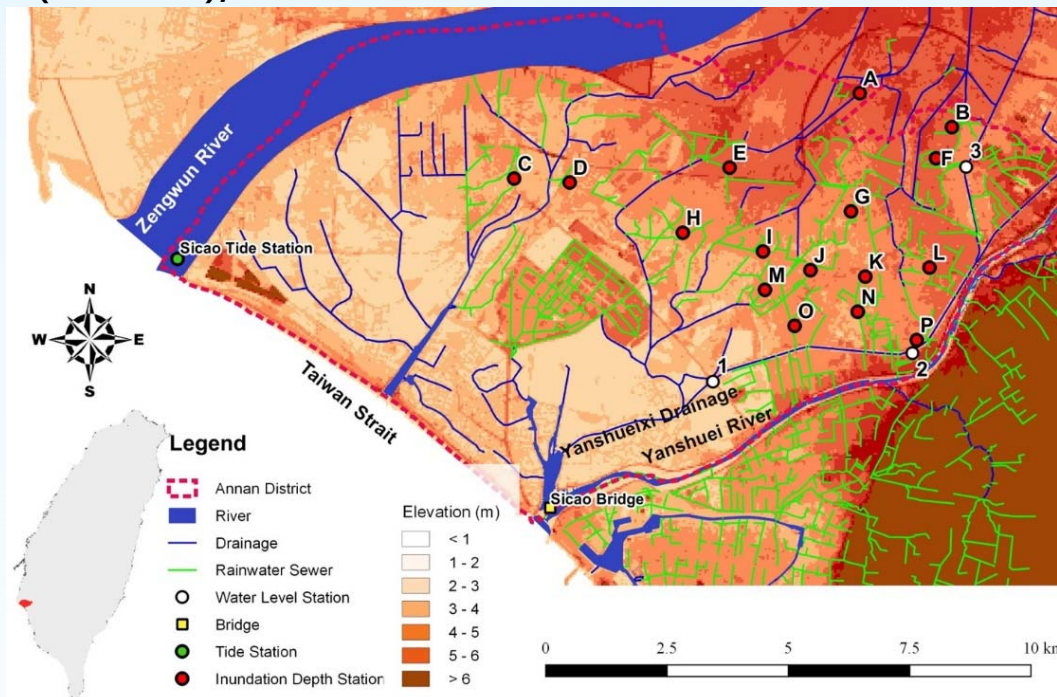 A
B
3
F
E
C
D
G
Zengwun River
H
Sicao Tide Station
I
J
K
L
M
N
O
P
2
1
N
W
E
S
Taiwan Strait
Yanshueixi Drainage
Yanshuei River
Sicao Bridge
Legend
Annan District
River
Drainage
Rainwater Sewer
Water Level Station
Bridge
Tide Station
Inundation Depth Station
Elevation (m)
< 1
1 - 2
2 - 3
3 - 4
4 - 5
5 - 6
> 6
0
2.5
5
7.5
10 km